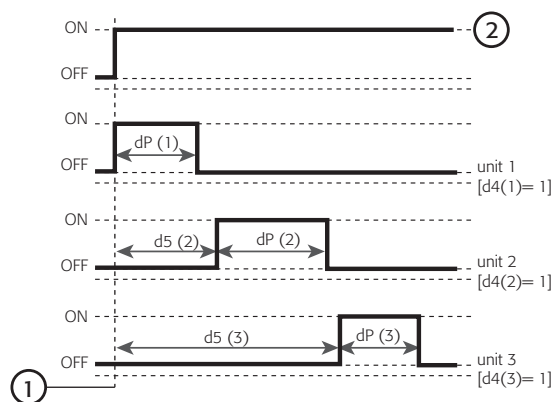 ON
2
OFF
ON
dP (1)
OFF
unit 1
[d4(1)= 1]
ON
d5 (2)
dP (2)
OFF
unit 2
[d4(2)= 1]
ON
d5 (3)
dP (3)
OFF
unit 3
[d4(3)= 1]
1